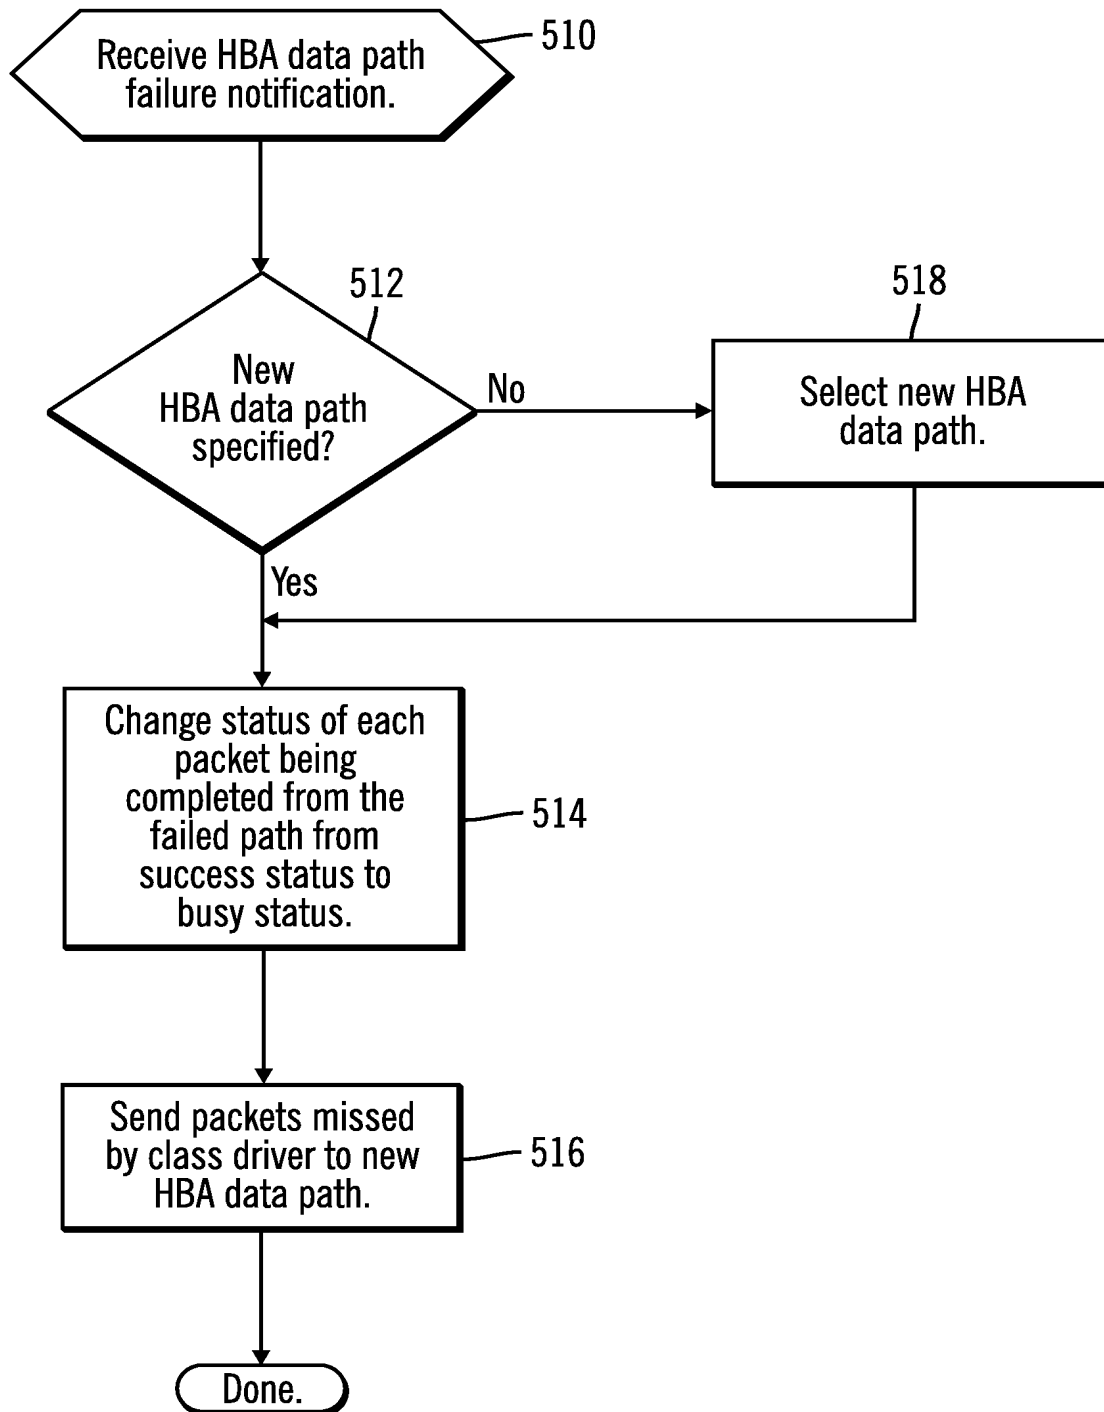 Receive HBA data path
failure notification.
510
512
New
HBA data path
specified?
No
518
Select new HBA
data path.
Yes
Change status of each
packet being
completed from the
failed path from
success status to
busy status.
514
Send packets missed
by class driver to new
HBA data path.
516
Done.